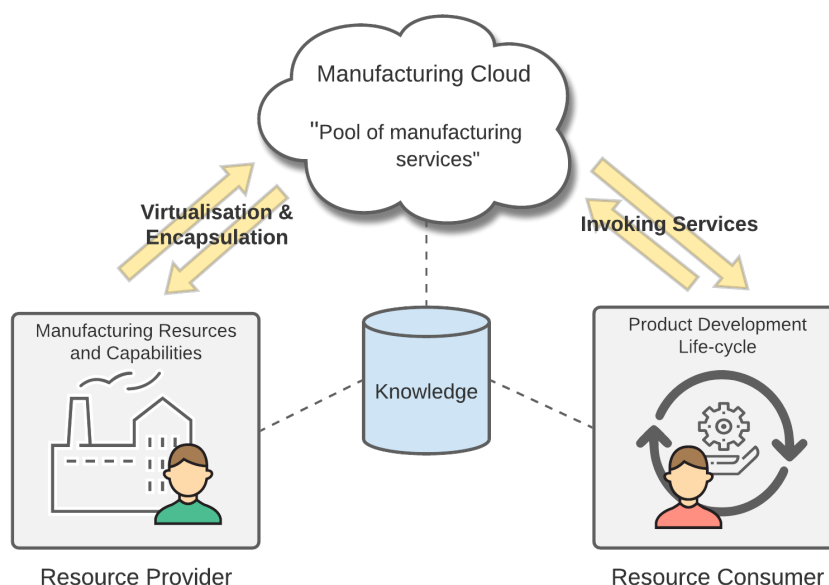 Manufacturing Cloud
"Pool of manufacturing
services"
Virtualisation &
Encapsulation
Invoking Services
Manufacturing Resurces
and Capabilities
Knowledge
Product Development
Life-cycle
Resource Provider
Resource Consumer